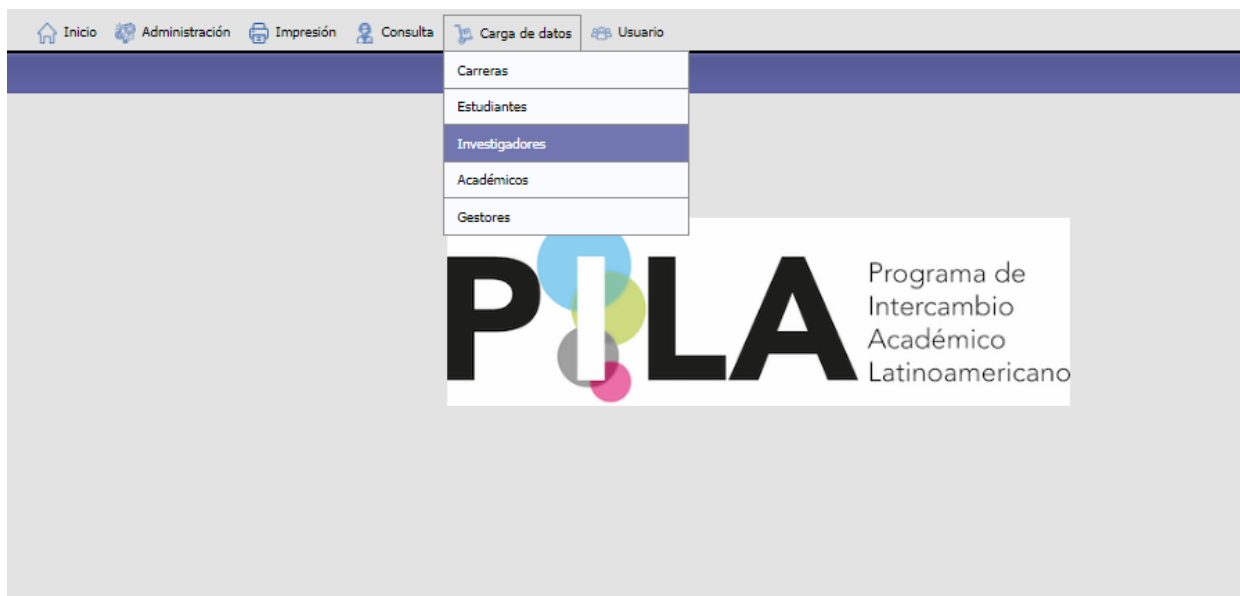 Inicio Administración Impresión Consulta Carga de datos Usuario
Carreras
Estudiantes
Investigadores
Académicos
Gestores
PILA
Programa de
Intercambio
Académico
Latinoamericano